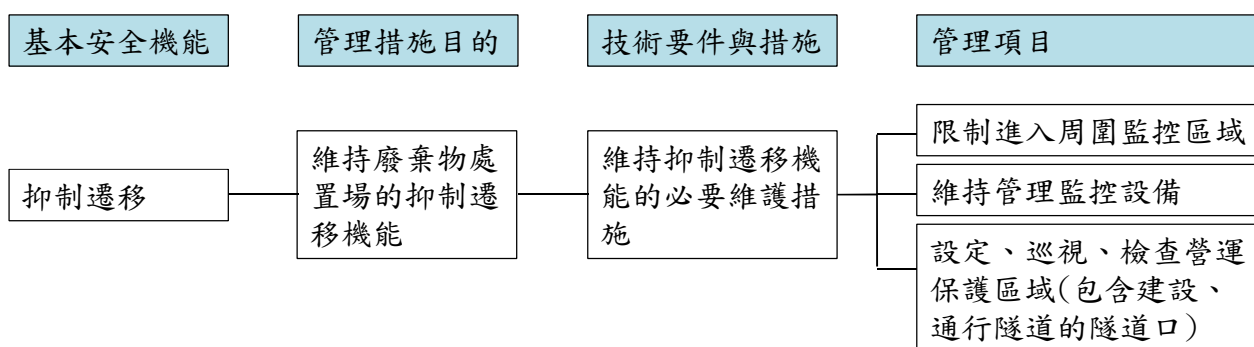 基本安全機能
管理措施目的
技術要件與措施
管理項目
抑制遷移
維持廢棄物處
置場的抑制遷
移機能
維持抑制遷移機
能的必要維護措
施
限制進入周圍監控區域
維持管理監控設備
設定、巡視、檢查營運
保護區域(包含建設、
通行隧道的隧道口)